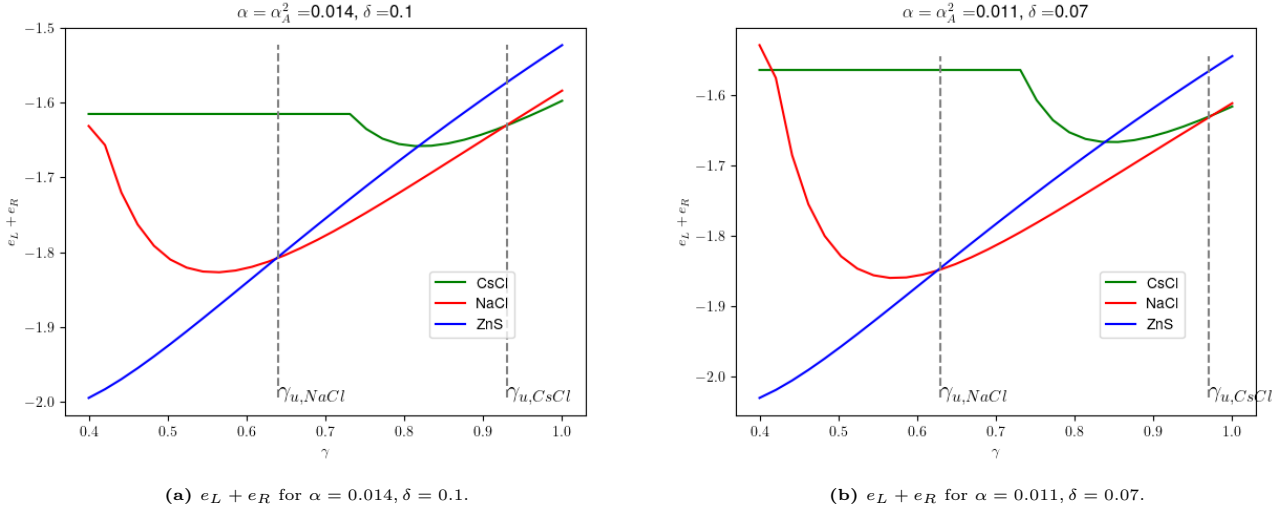 α = α_A^2 =0.014, δ =0.1
−1.5
−1.6
−1.7
−1.8
−1.9
−2.0
e_L + e_R
CsCl
NaCl
ZnS
γ_{u,NaCl}
γ_{u,CsCl}
0.4 0.5 0.6 0.7 0.8 0.9 1.0
γ
(a) e_L + e_R for α = 0.014, δ = 0.1.
α = α_A^2 =0.011, δ =0.07
−1.6
−1.7
−1.8
−1.9
−2.0
e_L + e_R
CsCl
NaCl
ZnS
γ_{u,NaCl}
γ_{u,CsCl}
0.4 0.5 0.6 0.7 0.8 0.9 1.0
γ
(b) e_L + e_R for α = 0.011, δ = 0.07.